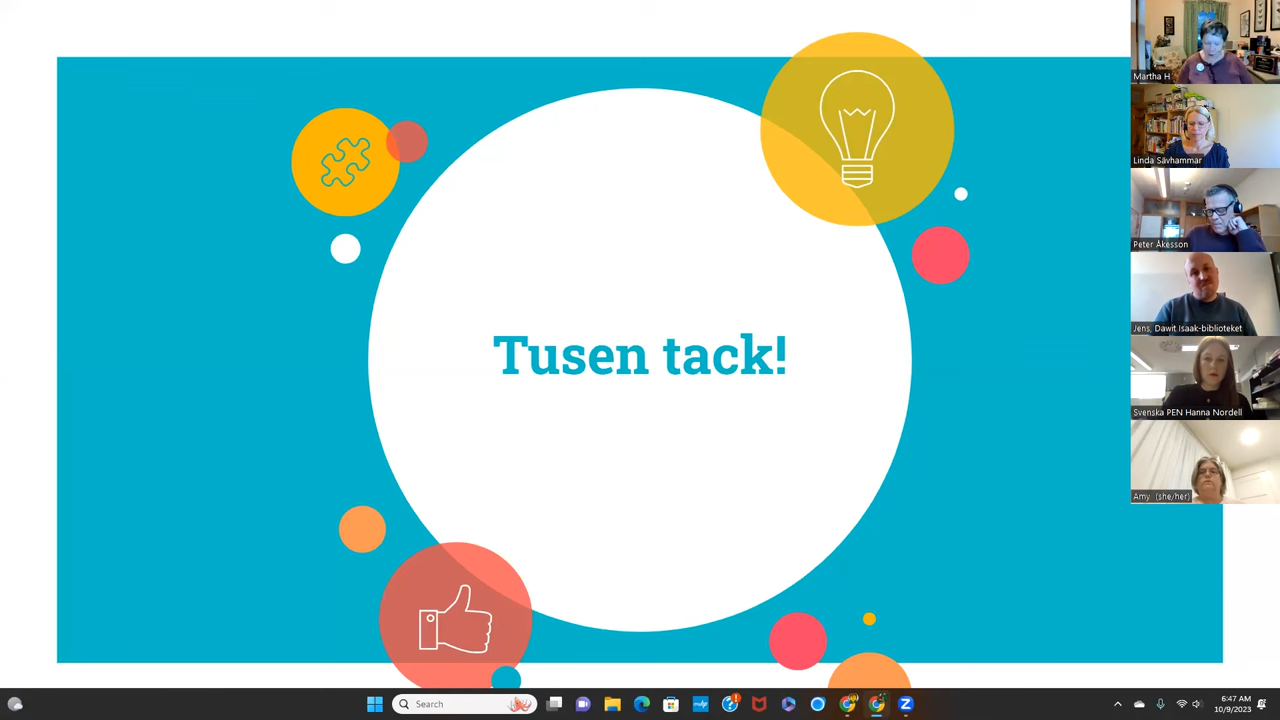 Tusen tack!
Martha H
Linda Sävhammar
Peter Åkesson
Jens, Dawit Isaak-biblioteket
Svenska PEN Hanna Nordell
Amy (she/her)
Search
6:47 AM
10/9/2023